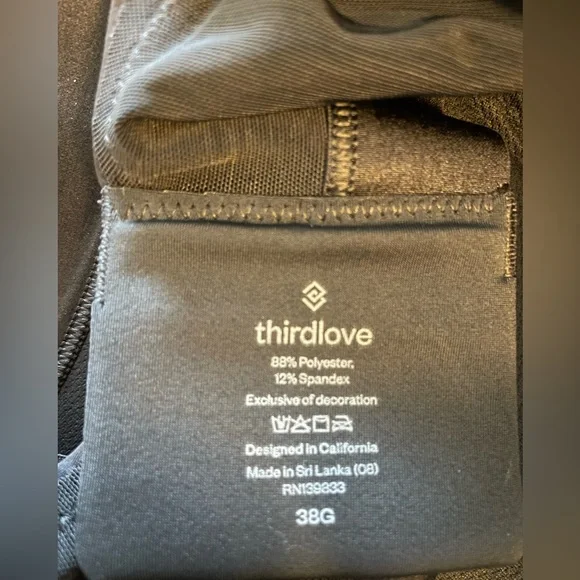 thirdlove
88% Polyester,
12% Spandex
Exclusive of decoration
Designed in California
Made in Sri Lanka (08)
RN139833
38G